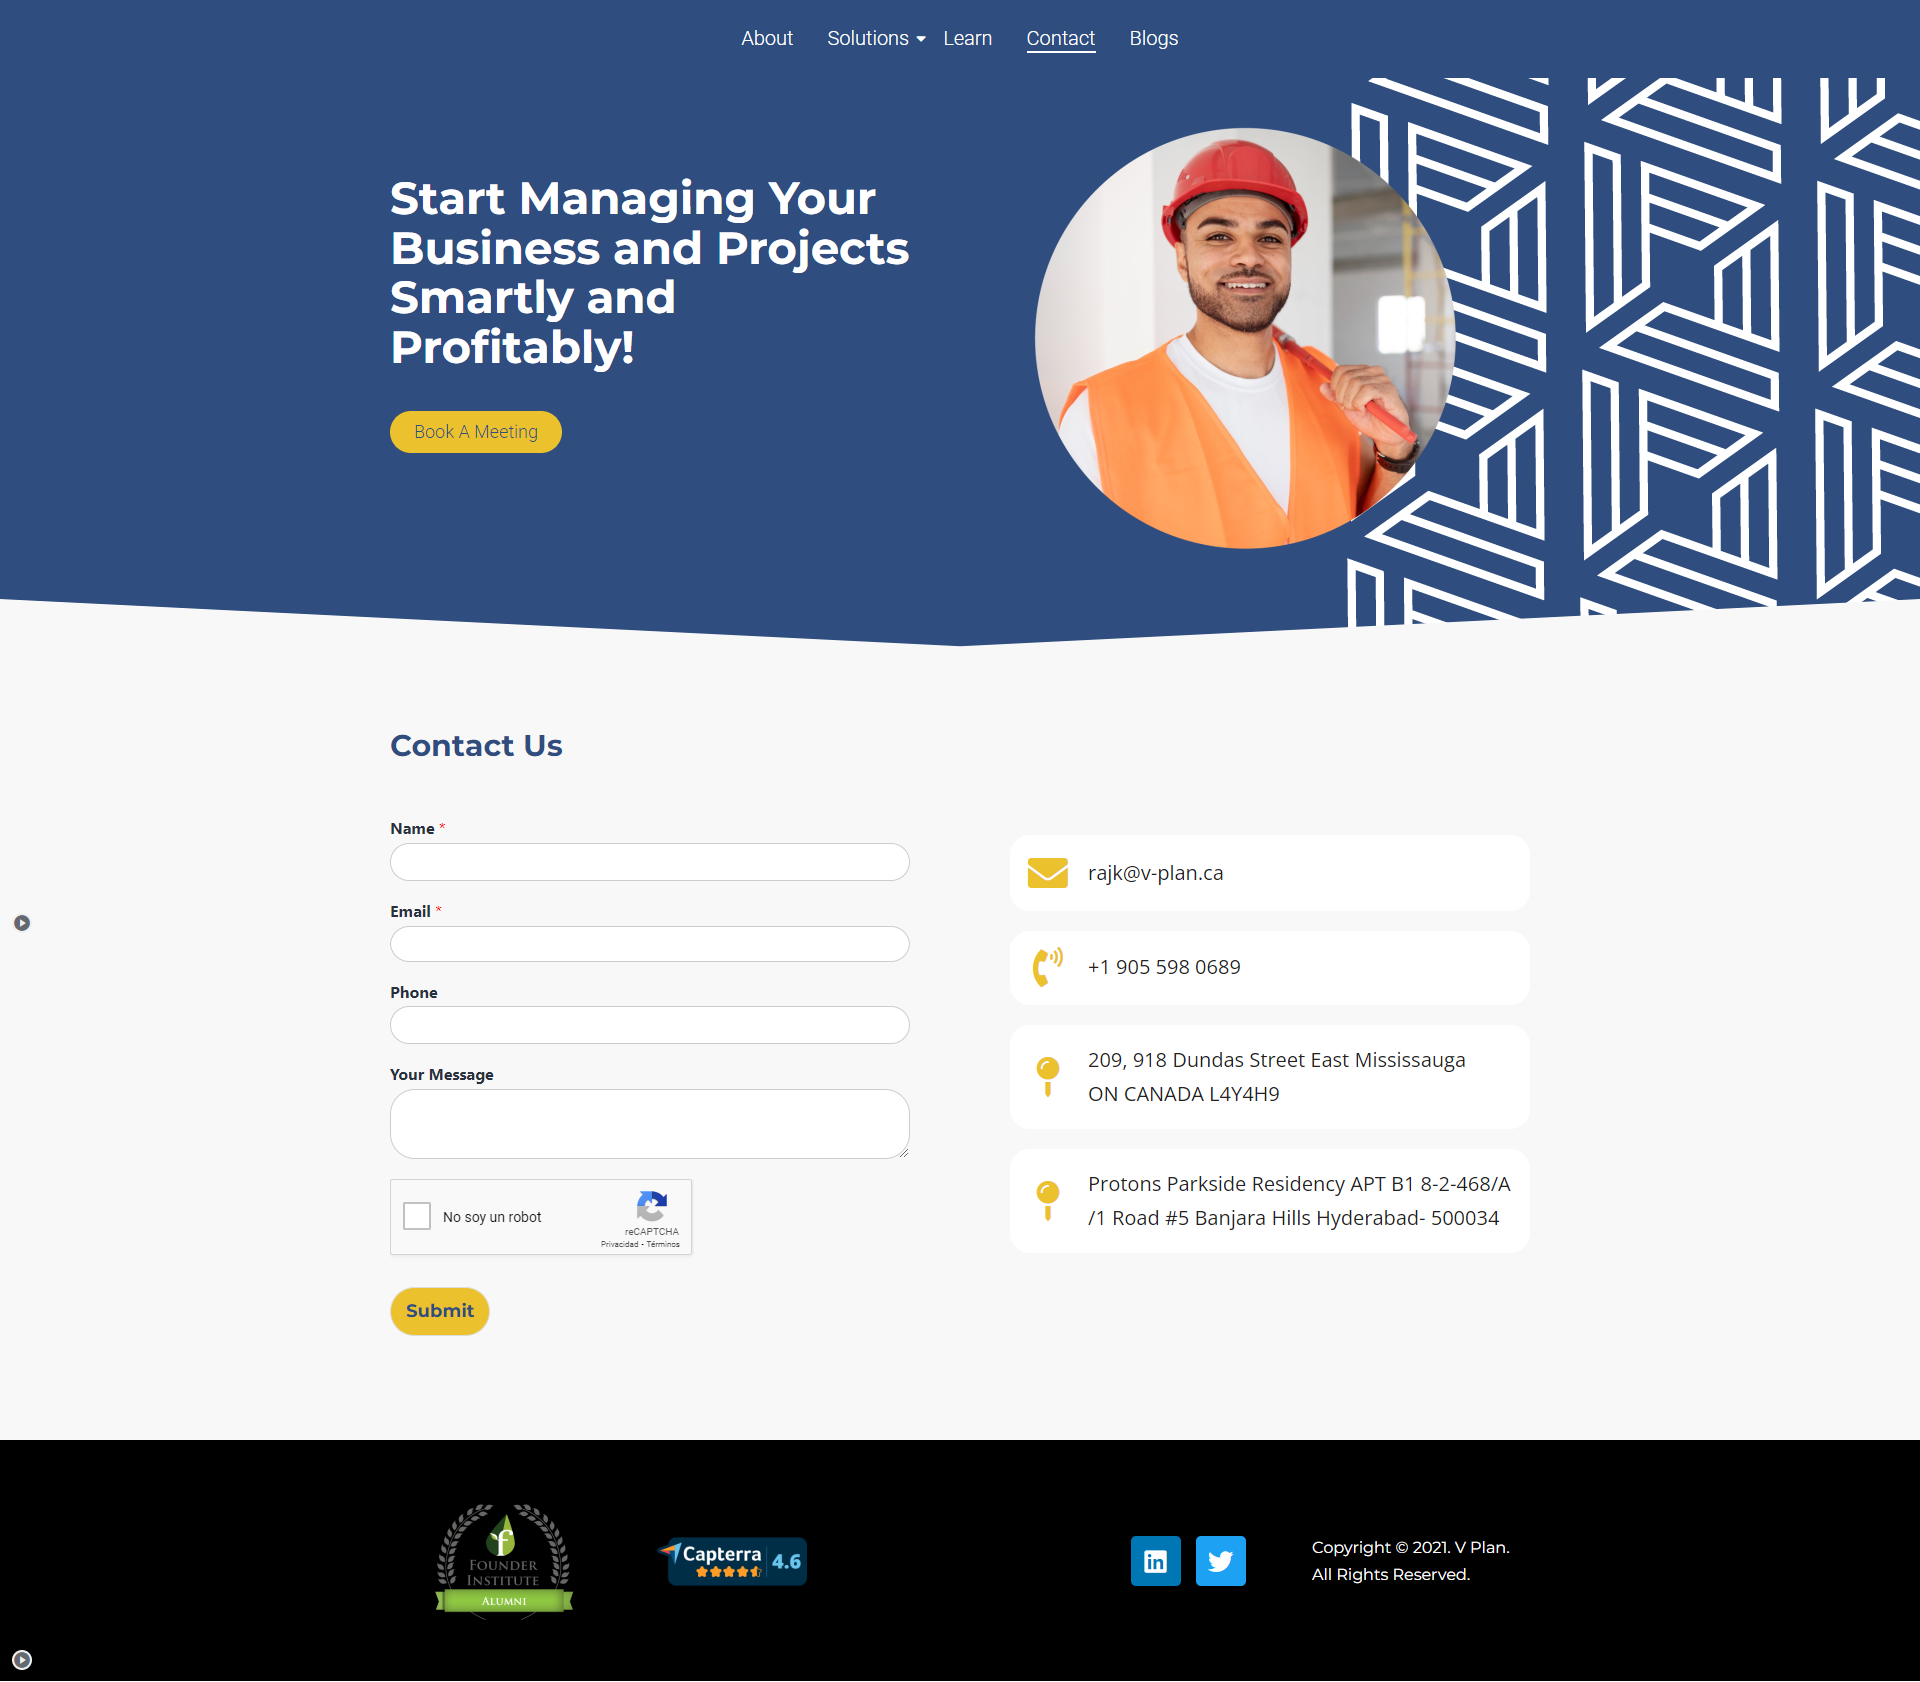 About Solutions Learn Contact Blogs
Start Managing Your
Business and Projects
Smartly and
Profitably!
Book A Meeting
Contact Us
Name *
Email *
Phone
Your Message
No soy un robot
reCAPTCHA
Privacidad - Términos
Submit
rajk@v-plan.ca
+1 905 598 0689
209, 918 Dundas Street East Mississauga
ON CANADA L4Y4H9
Protons Parkside Residency APT B1 8-2-468/A
/1 Road #5 Banjara Hills Hyderabad- 500034
f
FOUNDER
INSTITUTE
ALUMNI
Capterra 4.6
in
Copyright © 2021. V Plan.
All Rights Reserved.